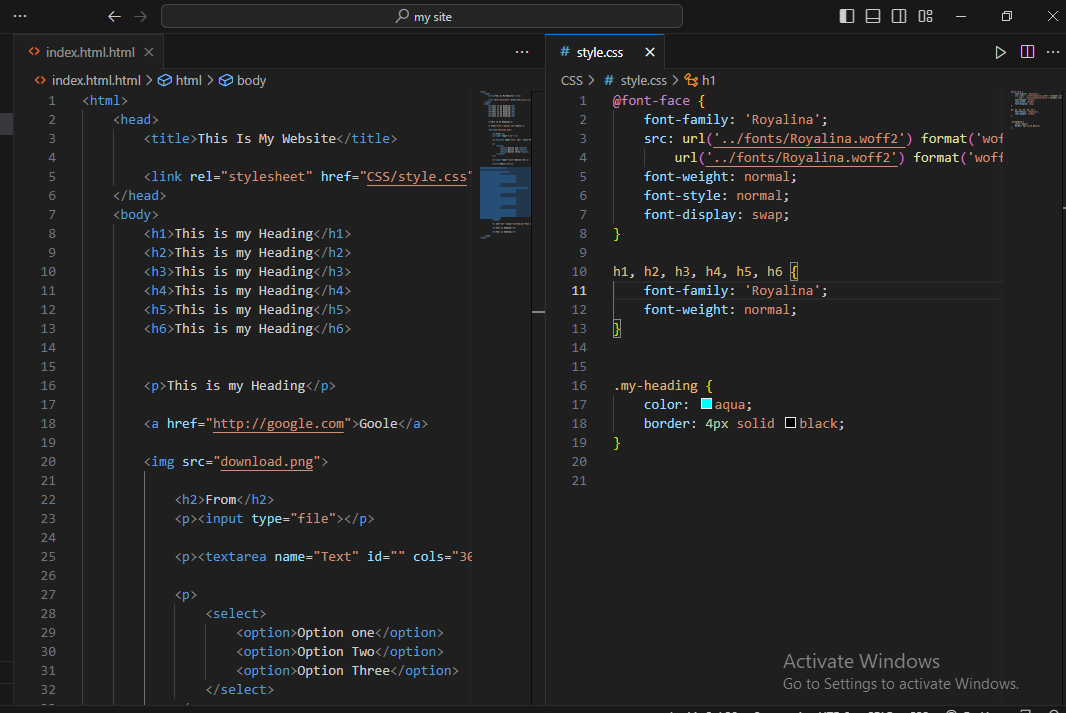 my site
index.html.html
index.html.html > html > body
1 <html>
2 <head>
3 <title>This Is My Website</title>
4
5 <link rel="stylesheet" href="CSS/style.css"
6 </head>
7 <body>
8 <h1>This is my Heading</h1>
9 <h2>This is my Heading</h2>
10 <h3>This is my Heading</h3>
11 <h4>This is my Heading</h4>
12 <h5>This is my Heading</h5>
13 <h6>This is my Heading</h6>
14
15
16 <p>This is my Heading</p>
17
18 <a href="http://google.com">Goole</a>
19
20 <img src="download.png">
21
22 <h2>From</h2>
23 <p><input type="file"></p>
24
25 <p><textarea name="Text" id="" cols="30
26
27 <p>
28 <select>
29 <option>Option one</option>
30 <option>Option Two</option>
31 <option>Option Three</option>
32 </select>
# style.css
CSS > # style.css > h1
1 @font-face {
2 font-family: 'Royalina';
3 src: url('../fonts/Royalina.woff2') format('wof
4 url('../fonts/Royalina.woff2') format('woff
5 font-weight: normal;
6 font-style: normal;
7 font-display: swap;
8 }
9
10 h1, h2, h3, h4, h5, h6 {
11 font-family: 'Royalina';
12 font-weight: normal;
13 }
14
15
16 .my-heading {
17 color: aqua;
18 border: 4px solid black;
19 }
20
21
Activate Windows
Go to Settings to activate Windows.